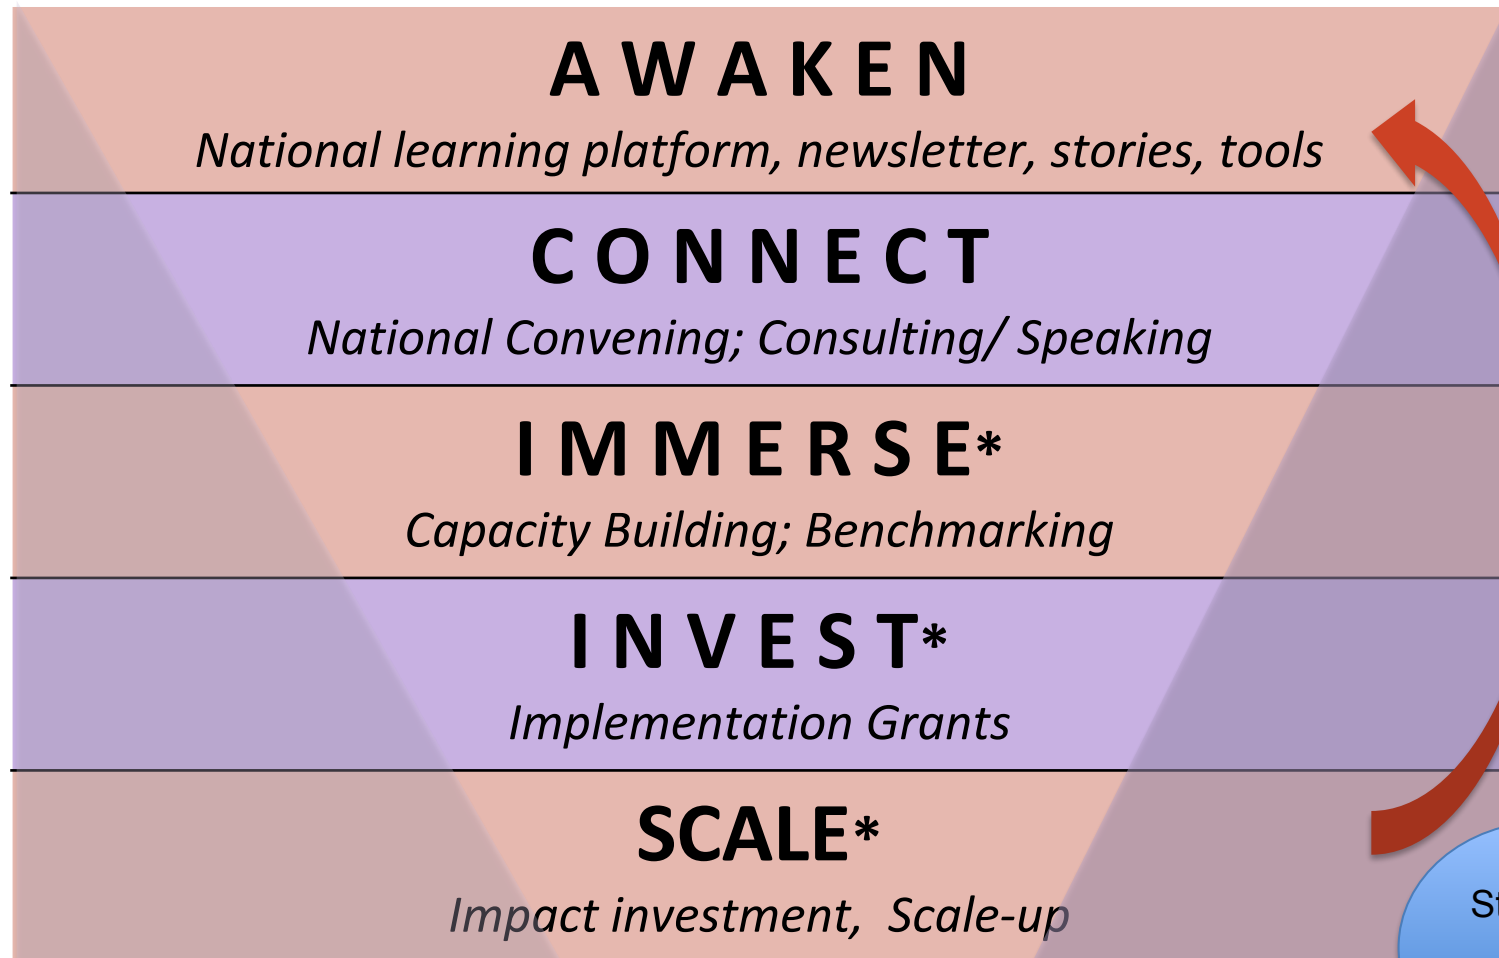 AWAKEN
National learning platform, newsletter, stories, tools
CONNECT
National Convening; Consulting/ Speaking
IMMERSE*
Capacity Building; Benchmarking
INVEST*
Implementation Grants
SCALE*
Impact investment, Scale-up